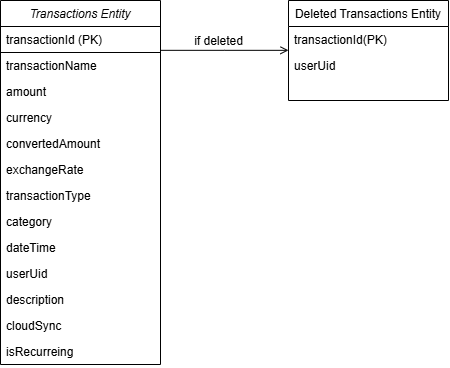 Transactions Entity
transactionId (PK)
transactionName
amount
currency
convertedAmount
exchangeRate
transactionType
category
dateTime
userUid
description
cloudSync
isRecurreing
if deleted
Deleted Transactions Entity
transactionId(PK)
userUid